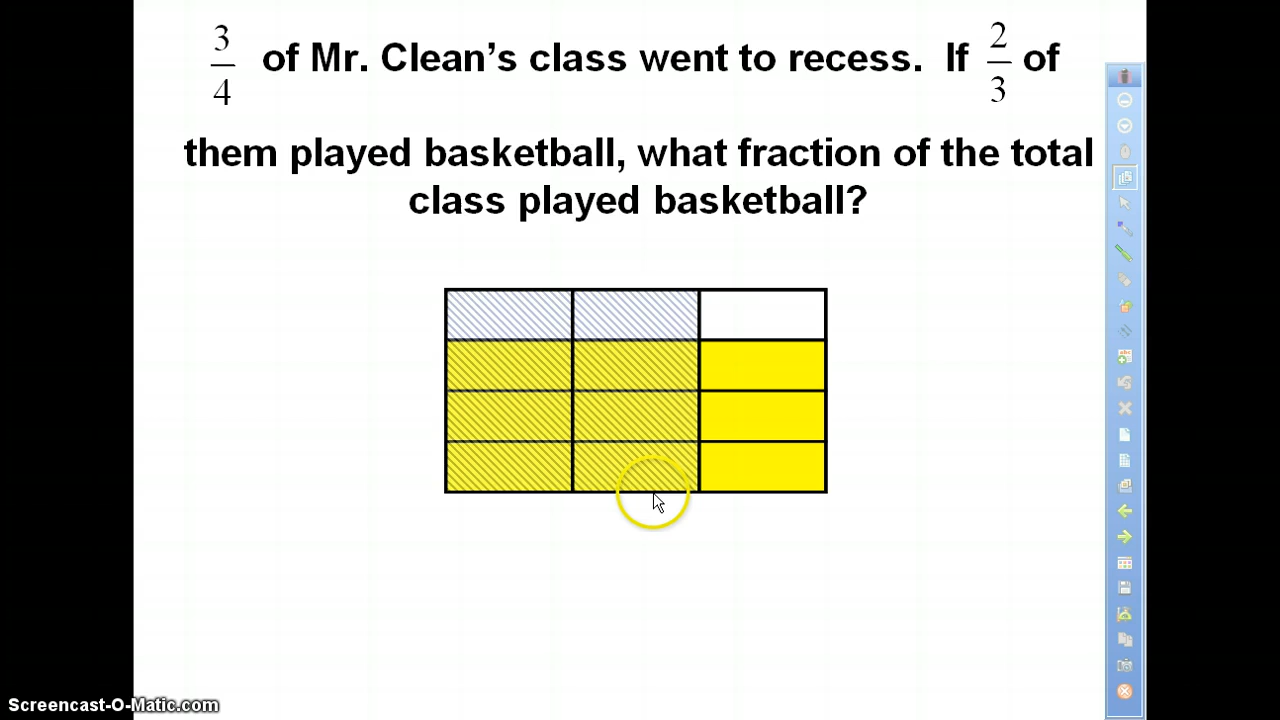 3/4 of Mr. Clean's class went to recess. If 2/3 of
them played basketball, what fraction of the total
class played basketball?
Screencast-O-Matic.com